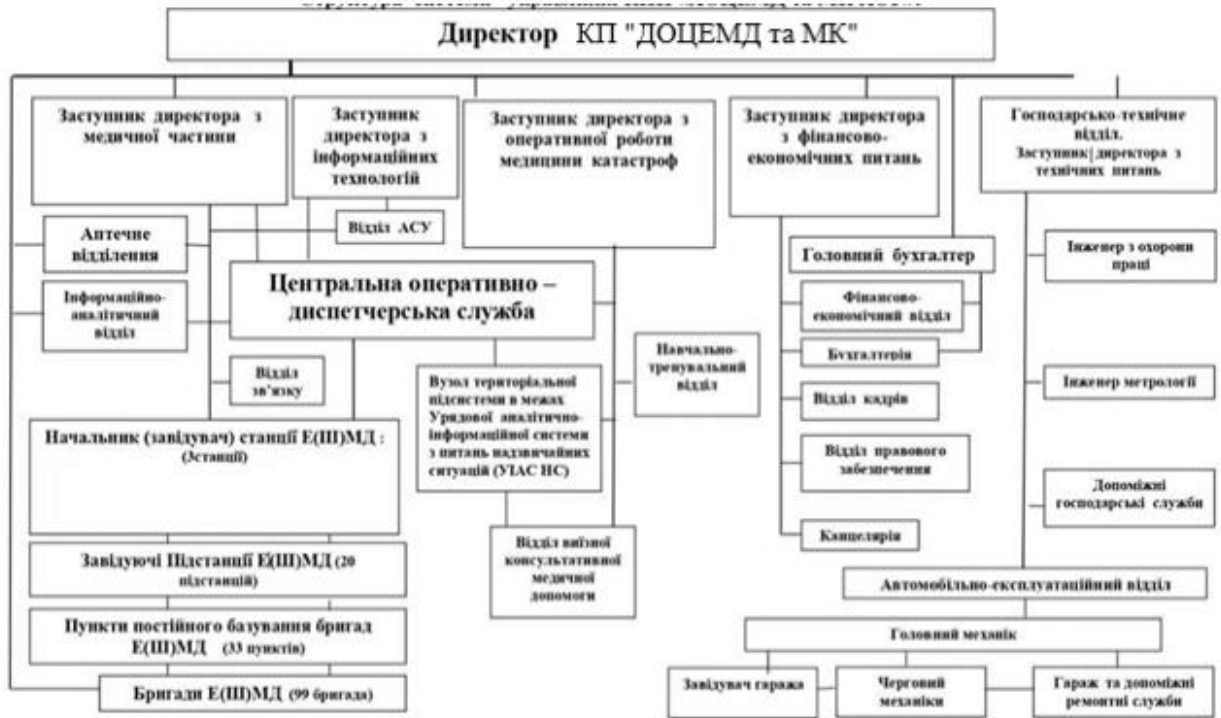 Директор КП "ДОЦЕМД та МК"
Заступник директора з
медичної частини
Заступник
директора з
інформаційних
технологій
Заступник директора з
оперативної роботи
медицини катастроф
Заступник директора
з фінансово-
економічних питань
Господарсько-технічне
відділ.
Заступник|директора з
технічних питань
Аптечне
відділення
Відділ АСУ
Інформаційно-
аналітичний
відділ
Центральна оперативно –
диспетчерська служба
Відділ
зв'язку
Начальник (завідувач) станції Е(Ш)МД :
(3станції)
Завідуючі Підстанції Е(Ш)МД (20
підстанцій)
Пункти постійного базування бригад
Е(Ш)МД (33 пунктів)
Бригади Е(Ш)МД (99 бригада)
Вузол територіальної
підсистеми в межах
Урядової аналітично-
інформаційної системи
з питань надзвичайних
ситуацій (УІАС НС)
Навчально-
тренувальний
відділ
Відділ виїзної
консультативної
медичної
допомоги
Головний бухгалтер
Фінансово-
економічний відділ
Бухгалтерія
Відділ кадрів
Відділ правового
забезпечення
Канцелярія
Інженер з охорони
праці
Інженер метрології
Допоміжні
господарські служби
Автомобільно-експлуатаційний відділ
Головний механік
Завідувач гаража
Черговий
механіки
Гараж та допоміжні
ремонтні служби